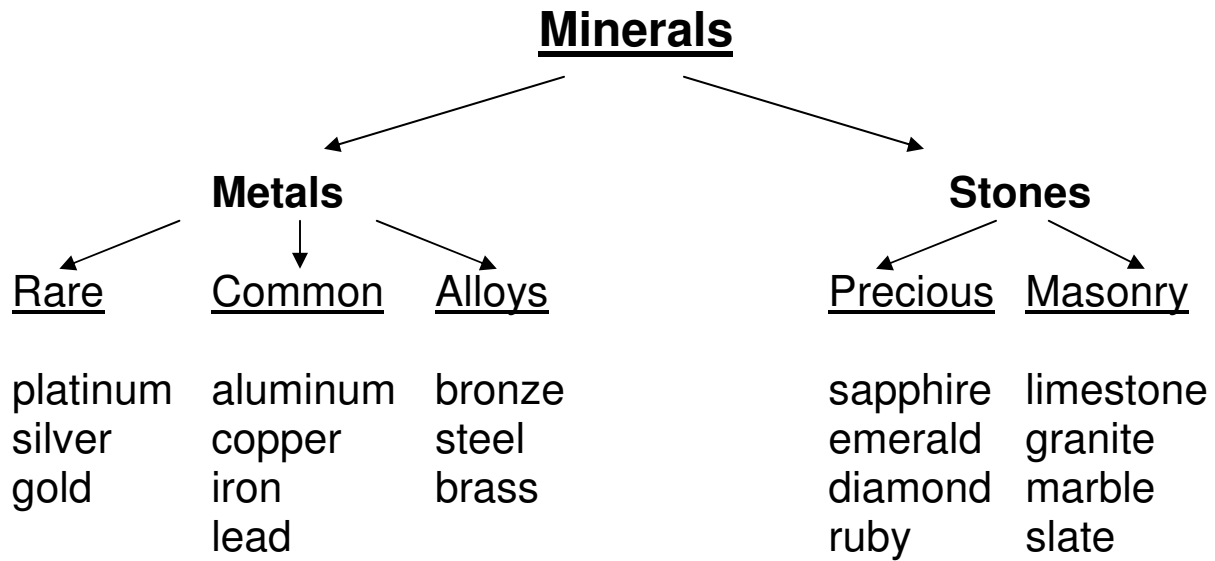 Minerals
Metals Stones
Rare Common Alloys Precious Masonry
platinum aluminum bronze sapphire limestone
silver copper steel emerald granite
gold iron brass diamond marble
lead ruby slate